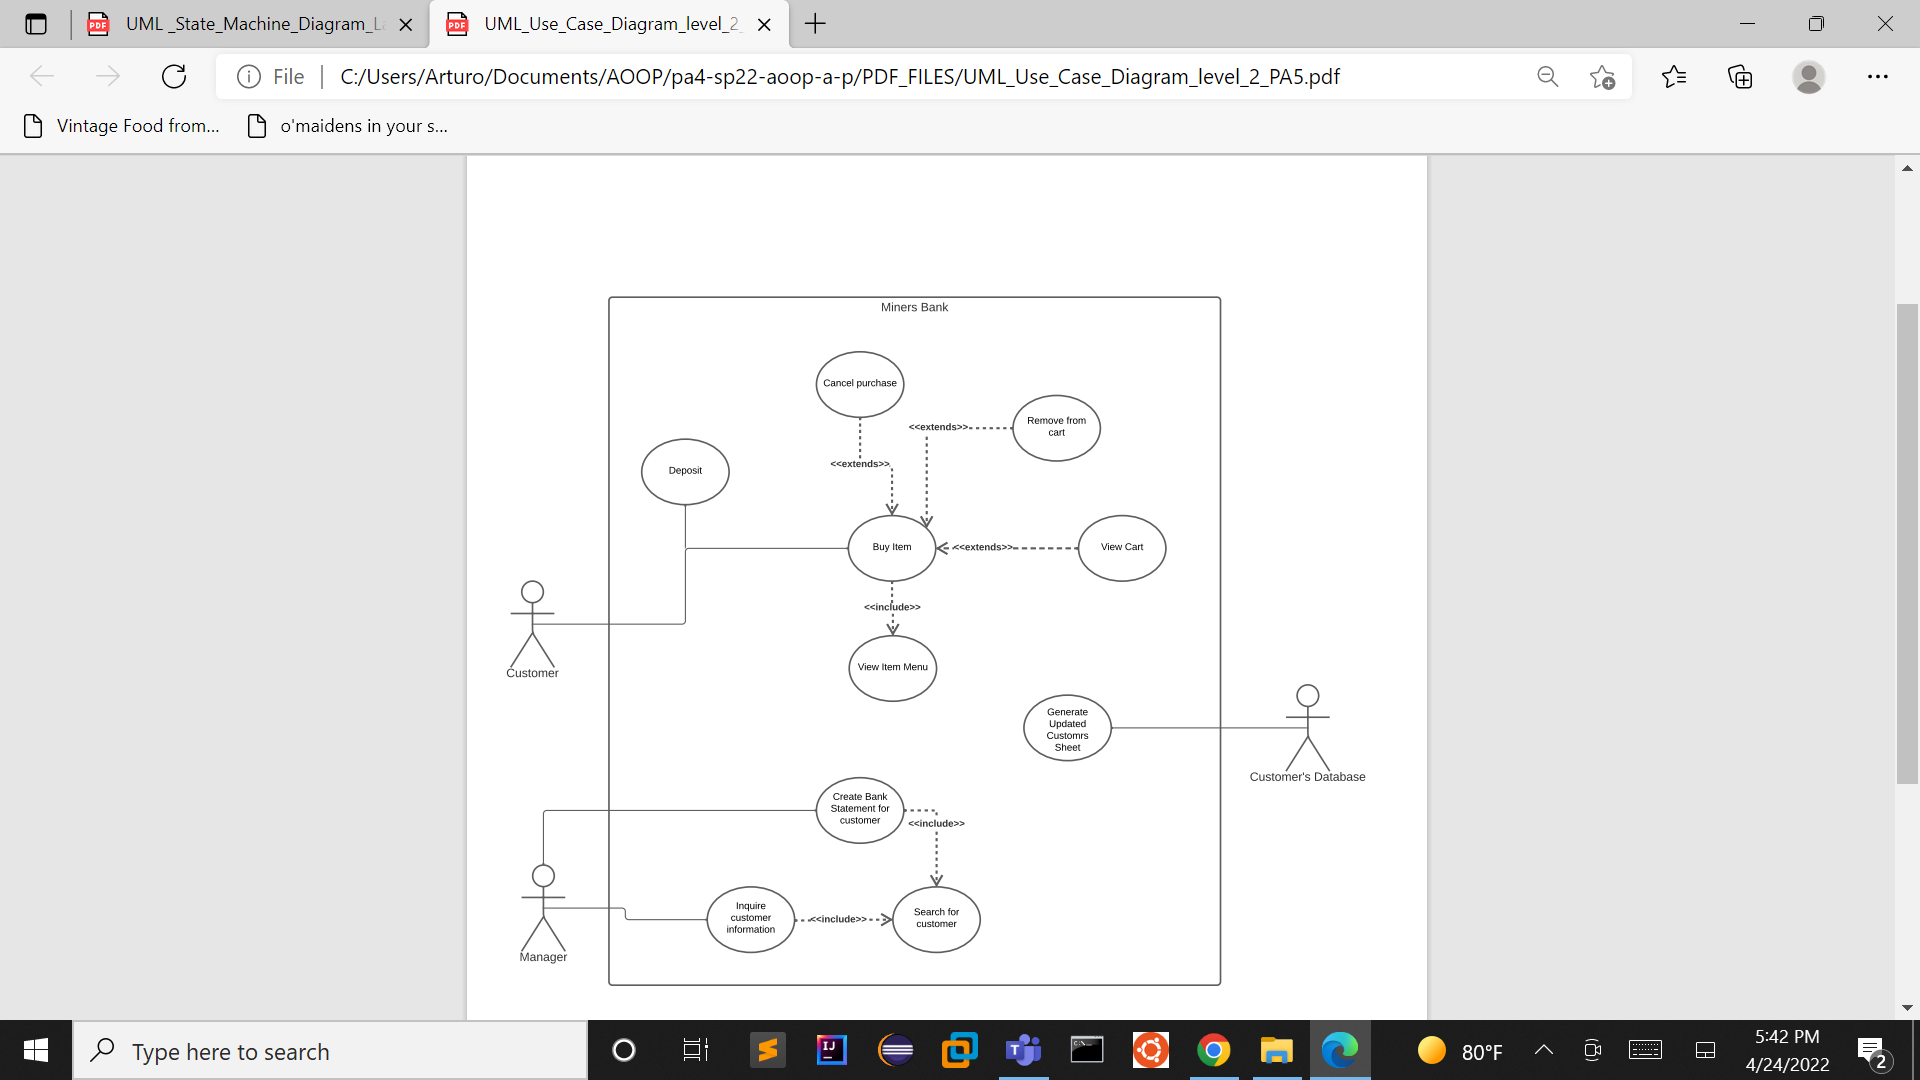 UML _State_Machine_Diagram_La
UML_Use_Case_Diagram_level_2_
File
C:/Users/Arturo/Documents/AOOP/pa4-sp22-aoop-a-p/PDF_FILES/UML_Use_Case_Diagram_level_2_PA5.pdf
Vintage Food from...
o'maidens in your s...
Miners Bank
Cancel purchase
<<extends>>
Remove from
cart
<<extends>>
Deposit
Buy Item
<<extends>>
View Cart
<<include>>
Customer
View Item Menu
Generate
Updated
Customrs
Sheet
Customer's Database
Create Bank
Statement for
customer
<<include>>
Inquire
customer
information
<<include>>
Search for
customer
Manager
Type here to search
80°F
5:42 PM
4/24/2022
2